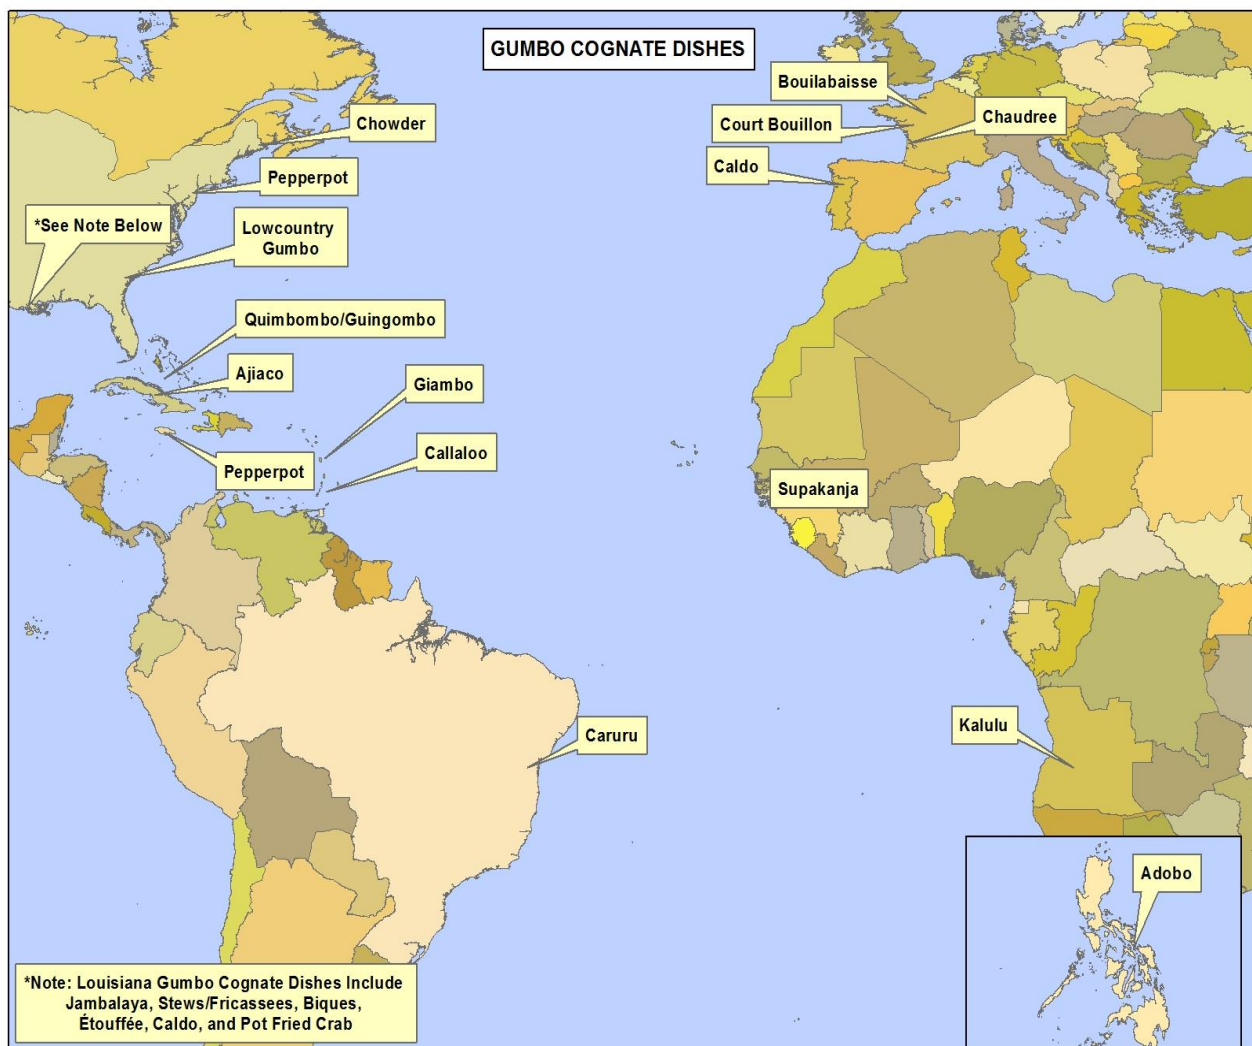 GUMBO COGNATE DISHES
Bouilabaisse
Chowder
Court Bouillon
Chaudree
Pepperpot
Caldo
*See Note Below
Lowcountry
Gumbo
Quimbombo/Guingombo
Ajiaco
Giambo
Callaloo
Pepperpot
Supakanja
Caruru
Kalulu
Adobo
*Note: Louisiana Gumbo Cognate Dishes Include
Jambalaya, Stews/Fricassees, Biques,
Étouffée, Caldo, and Pot Fried Crab